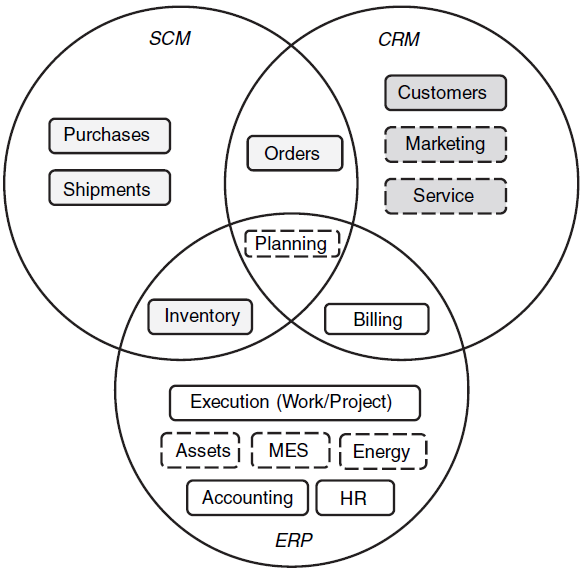 SCM
CRM
Customers
Purchases
Marketing
Orders
Shipments
Service
Planning
Inventory
Billing
Execution (Work/Project)
Assets
MES
Energy
Accounting
HR
ERP